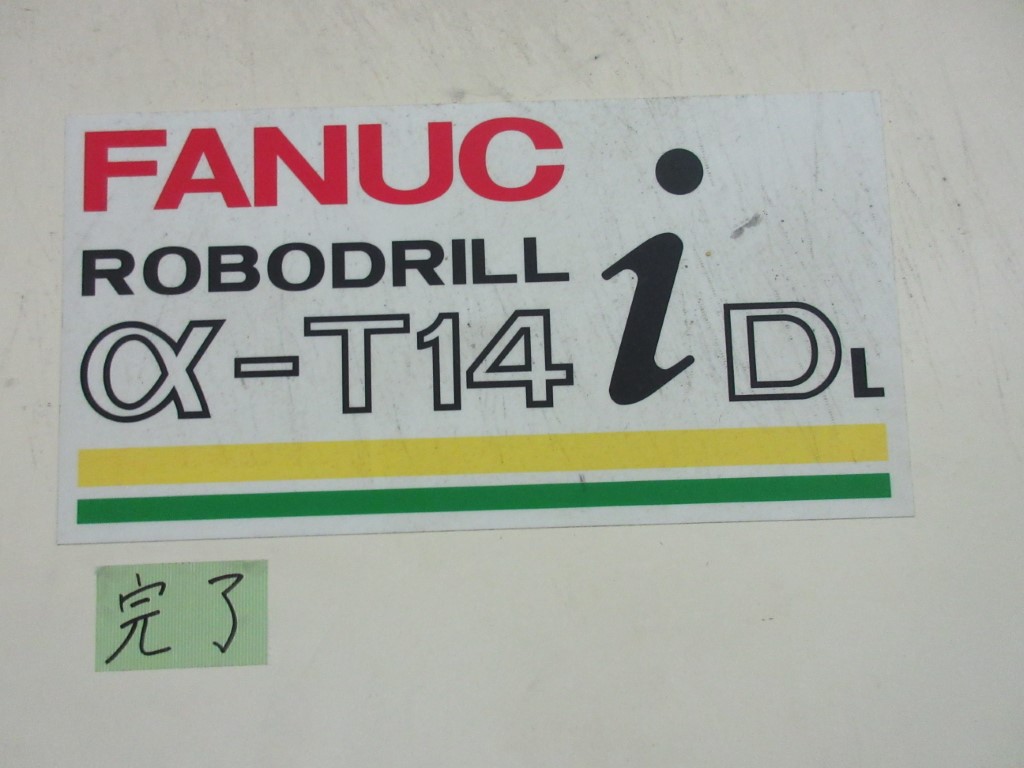 FANUC
ROBODRILL
α-T14iDL
完了